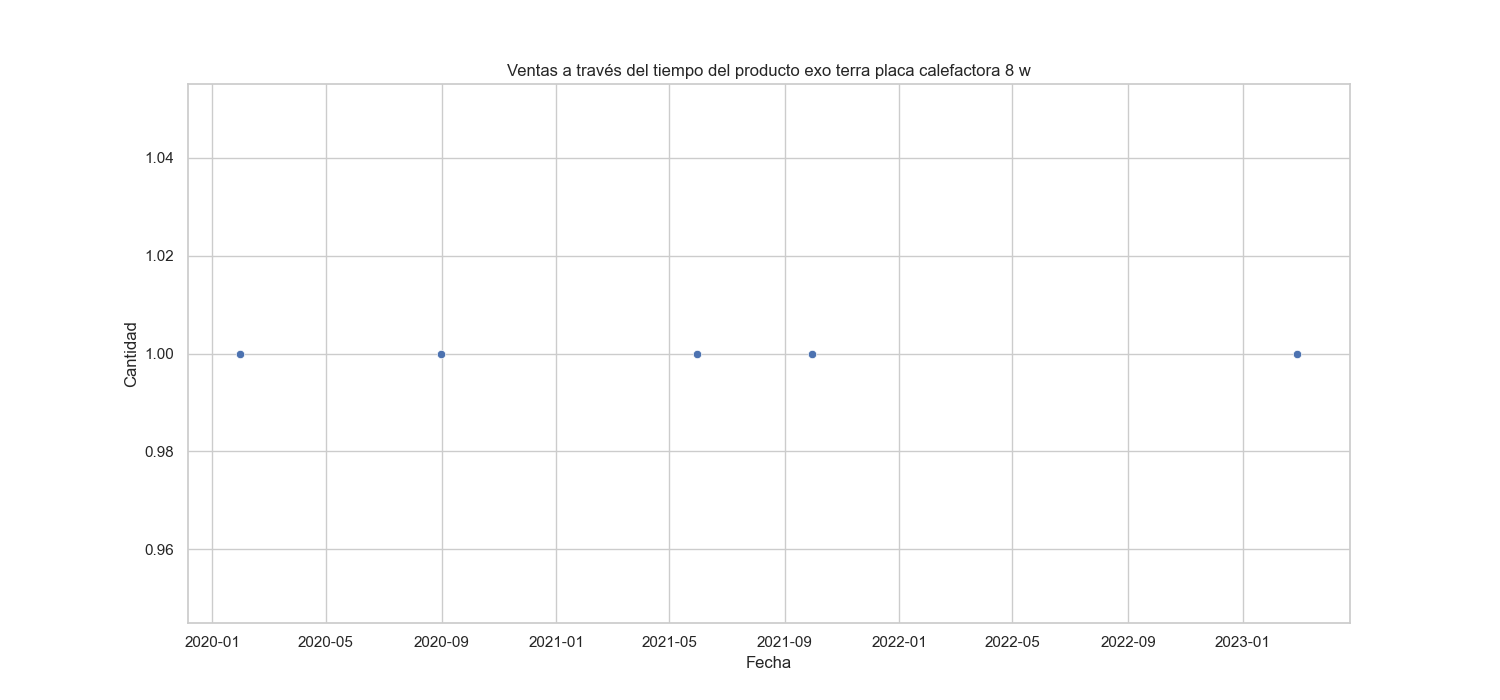 Ventas a través del tiempo del producto exo terra placa calefactora 8 w
1.04
1.02
1.00
0.98
0.96
Cantidad
2020-01 2020-05 2020-09 2021-01 2021-05 2021-09 2022-01 2022-05 2022-09 2023-01
Fecha